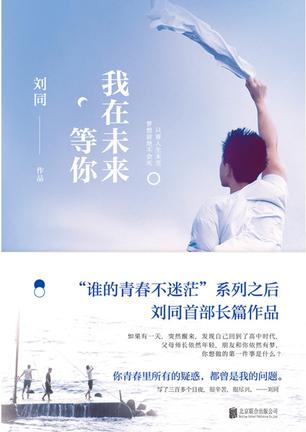 我在未来
等你
刘同
作品
只要人生未完
梦想就绝不会死
“谁的青春不迷茫”系列之后
刘同首部长篇作品
如果有一天，突然醒来，发现自己回到了高中时代，
父母师长依然年轻，朋友和你依然有梦，
你想做的第一件事是什么？
你青春里所有的疑惑，都曾是我的问题。
写了三百多个日夜，很辛苦，很尽兴。——刘同
北京联合出版公司